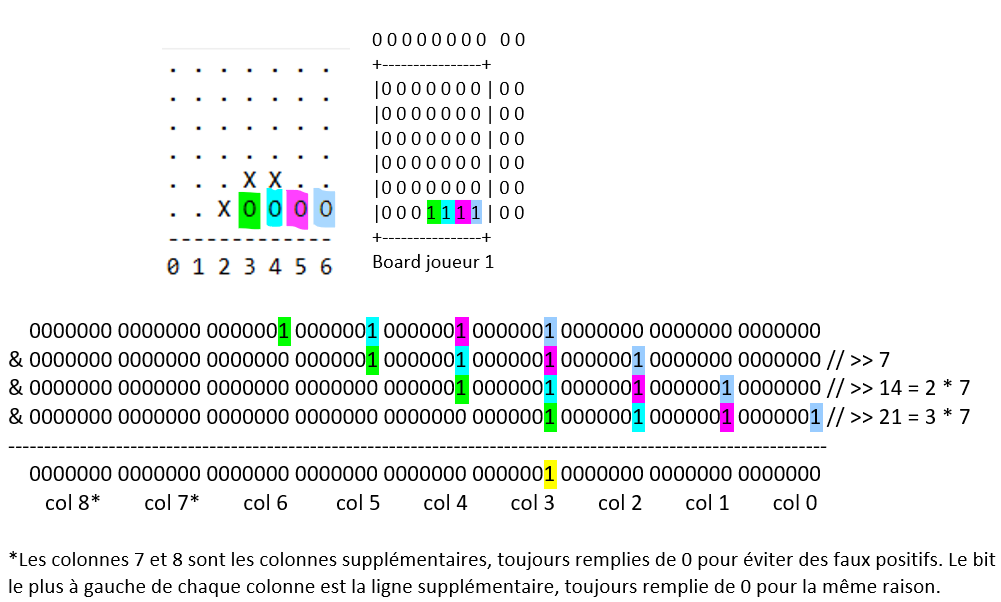 . . . . . . .
. . . . . . .
. . . . . . .
. . . . . . .
. . . X X . .
. . X O O O O
-------------
0 1 2 3 4 5 6
0 0 0 0 0 0 0 0 0 0
+----------------+
|0 0 0 0 0 0 0 | 0 0
|0 0 0 0 0 0 0 | 0 0
|0 0 0 0 0 0 0 | 0 0
|0 0 0 0 0 0 0 | 0 0
|0 0 0 0 0 0 0 | 0 0
|0 0 0 1 1 1 1 | 0 0
+----------------+
Board joueur 1
0000000 0000000 0000001 0000001 0000001 0000001 0000000 0000000 0000000
& 0000000 0000000 0000000 0000001 0000001 0000001 0000001 0000000 0000000 // >> 7
& 0000000 0000000 0000000 0000000 0000001 0000001 0000001 0000001 0000000 // >> 14 = 2 * 7
& 0000000 0000000 0000000 0000000 0000000 0000001 0000001 0000001 0000001 // >> 21 = 3 * 7
--------------------------------------------------------------------------------
0000000 0000000 0000000 0000000 0000000 0000001 0000000 0000000 0000000
col 8* col 7* col 6 col 5 col 4 col 3 col 2 col 1 col 0
*Les colonnes 7 et 8 sont les colonnes supplémentaires, toujours remplies de 0 pour éviter des faux positifs. Le bit
le plus à gauche de chaque colonne est la ligne supplémentaire, toujours remplie de 0 pour la même raison.